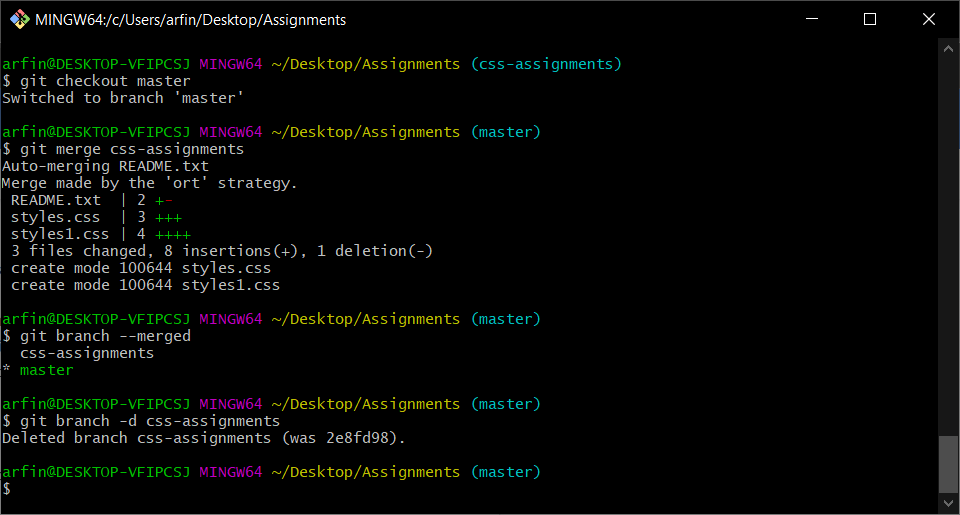 MINGW64:/c/Users/arfin/Desktop/Assignments
arfin@DESKTOP-VFIPCSJ MINGW64 ~/Desktop/Assignments (css-assignments)
$ git checkout master
Switched to branch 'master'
arfin@DESKTOP-VFIPCSJ MINGW64 ~/Desktop/Assignments (master)
$ git merge css-assignments
Auto-merging README.txt
Merge made by the 'ort' strategy.
 README.txt  | 2 +-
 styles.css  | 3 +++
 styles1.css | 4 ++++
 3 files changed, 8 insertions(+), 1 deletion(-)
 create mode 100644 styles.css
 create mode 100644 styles1.css
arfin@DESKTOP-VFIPCSJ MINGW64 ~/Desktop/Assignments (master)
$ git branch --merged
  css-assignments
* master
arfin@DESKTOP-VFIPCSJ MINGW64 ~/Desktop/Assignments (master)
$ git branch -d css-assignments
Deleted branch css-assignments (was 2e8fd98).
arfin@DESKTOP-VFIPCSJ MINGW64 ~/Desktop/Assignments (master)
$